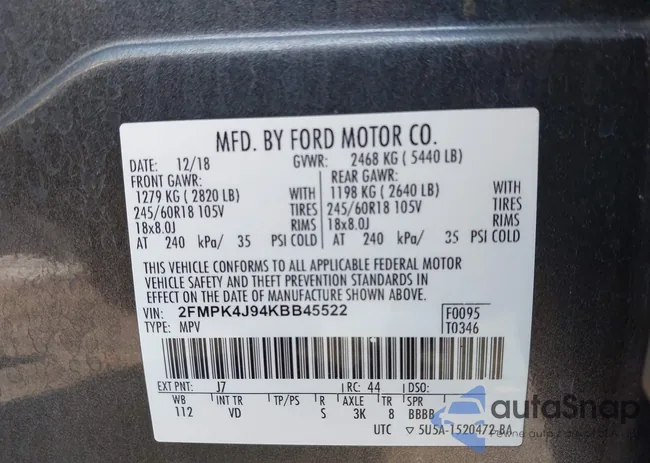 MFD. BY FORD MOTOR CO.
DATE: 12/18 GVWR: 2468 KG ( 5440 LB)
FRONT GAWR: REAR GAWR:
1279 KG ( 2820 LB) WITH 1198 KG ( 2640 LB) WITH
245/60R18 105V TIRES 245/60R18 105V TIRES
18x8.0J RIMS 18x8.0J RIMS
AT 240 kPa/ 35 PSI COLD AT 240 kPa/ 35 PSI COLD
THIS VEHICLE CONFORMS TO ALL APPLICABLE FEDERAL MOTOR
VEHICLE SAFETY AND THEFT PREVENTION STANDARDS IN
EFFECT ON THE DATE OF MANUFACTURE SHOWN ABOVE.
VIN: 2FMPK4J94KBB45522 F0095
TYPE: MPV T0346
EXT PNT: J7 RC: 44 DSO:
WB INT TR TP/PS R AXLE TR SPR
112 VD S 3K 8 BBBB
UTC ▽ 5U5A-1520472-BA
autoSnap
Pewne auto z